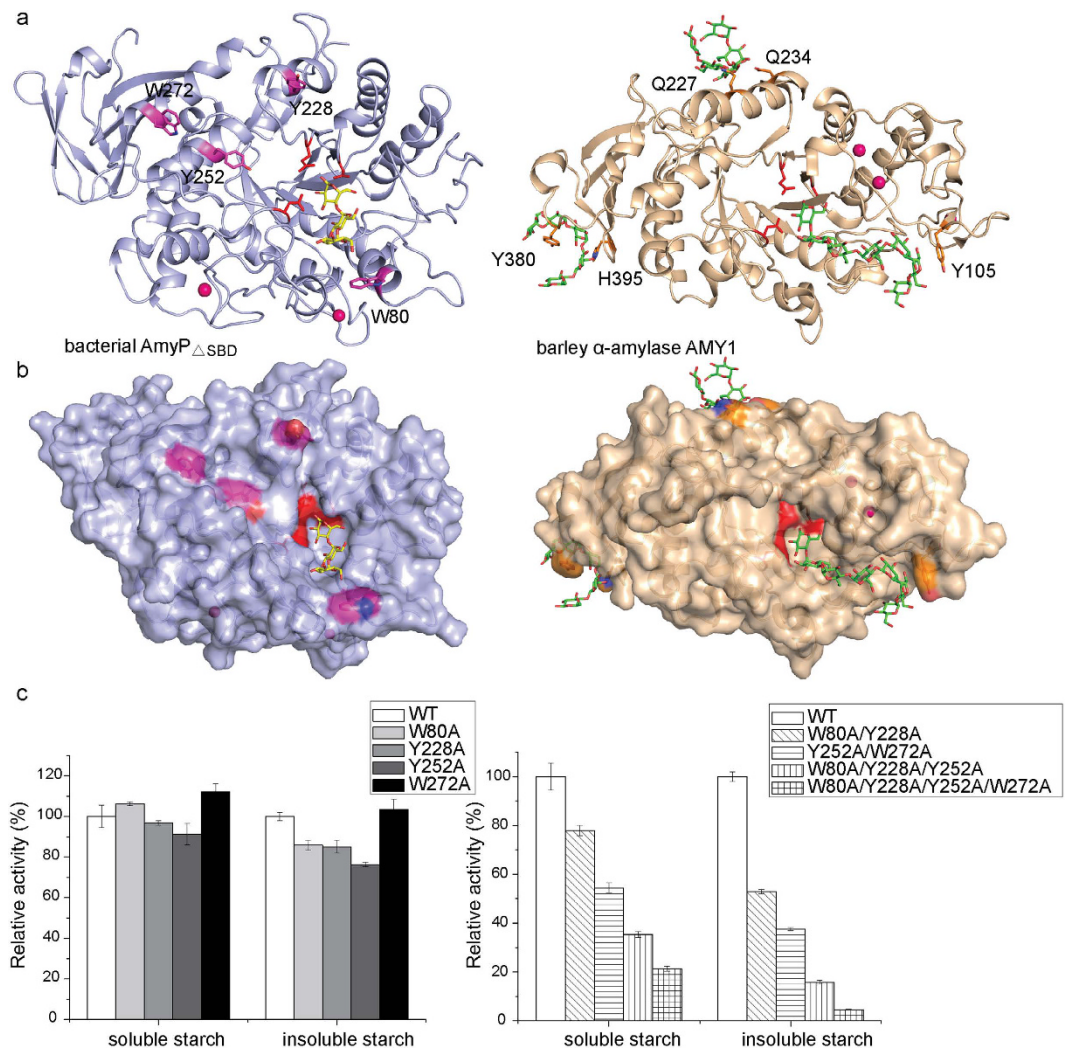 a
W272
Y228
Y252
W80
bacterial AmyP△SBD
Q234
Q227
Y380
H395
Y105
barley α-amylase AMY1
b
c
WT
W80A
Y228A
Y252A
W272A
Relative activity (%)
120
100
80
60
40
20
0
soluble starch
insoluble starch
WT
W80A/Y228A
Y252A/W272A
W80A/Y228A/Y252A
W80A/Y228A/Y252A/W272A
Relative activity (%)
100
80
60
40
20
0
soluble starch
insoluble starch